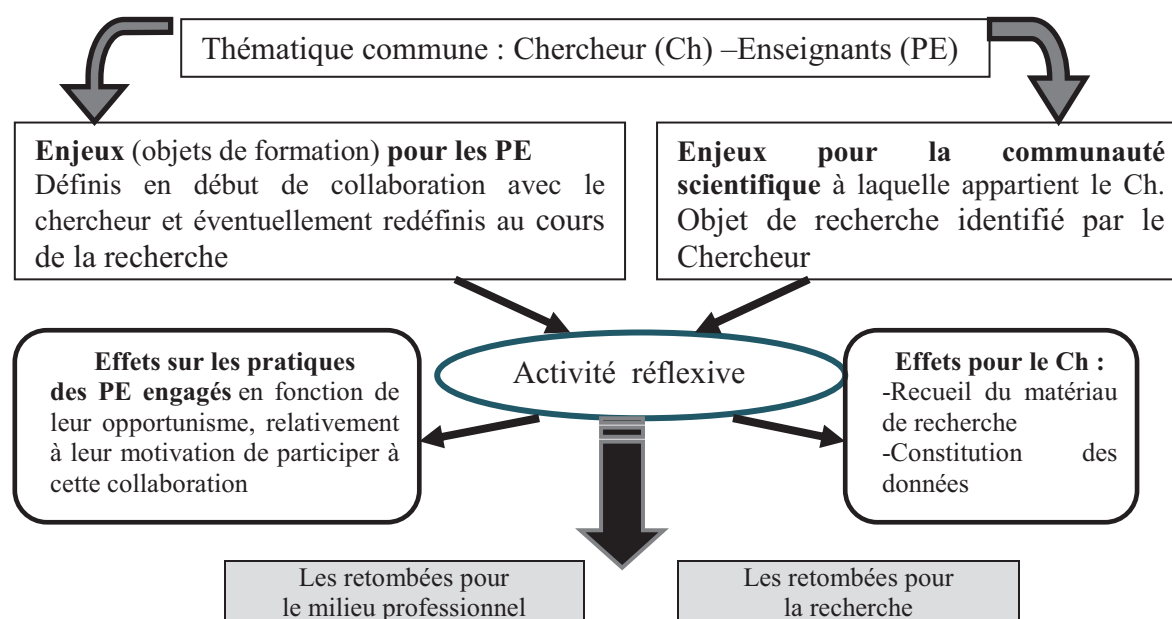 Thématique commune : Chercheur (Ch) –Enseignants (PE)
Enjeux (objets de formation) pour les PE
Définis en début de collaboration avec le
chercheur et éventuellement redéfinis au cours
de la recherche
Enjeux pour la communauté
scientifique à laquelle appartient le Ch.
Objet de recherche identifié par le
Chercheur
Activité réflexive
Effets sur les pratiques
des PE engagés en fonction de
leur opportunisme, relativement
à leur motivation de participer à
cette collaboration
Effets pour le Ch :
-Recueil du matériau
de recherche
-Constitution des
données
Les retombées pour
le milieu professionnel
Les retombées pour
la recherche